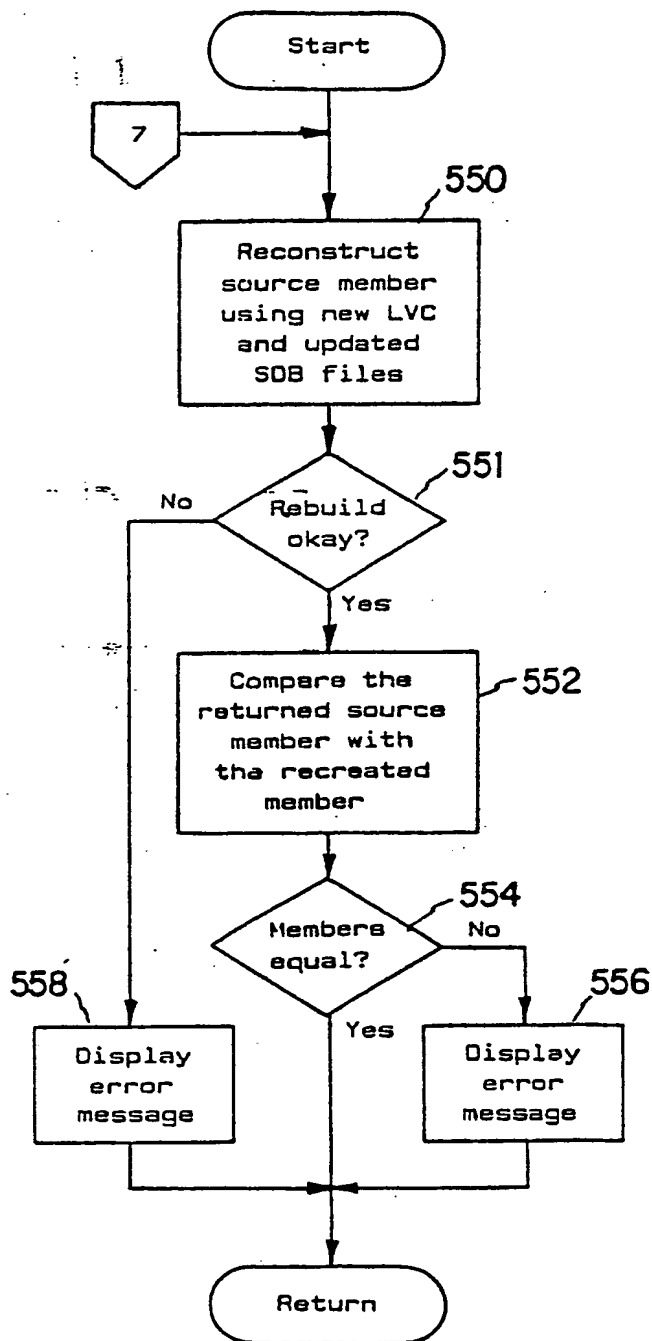 Start
7
550
Reconstruct
source member
using new LVC
and updated
SDB files
551
No
Rebuild
okay?
Yes
552
Compare the
returned source
member with
the recreated
member
554
Members
equal?
No
558
556
Yes
Display
error
message
Display
error
message
Return